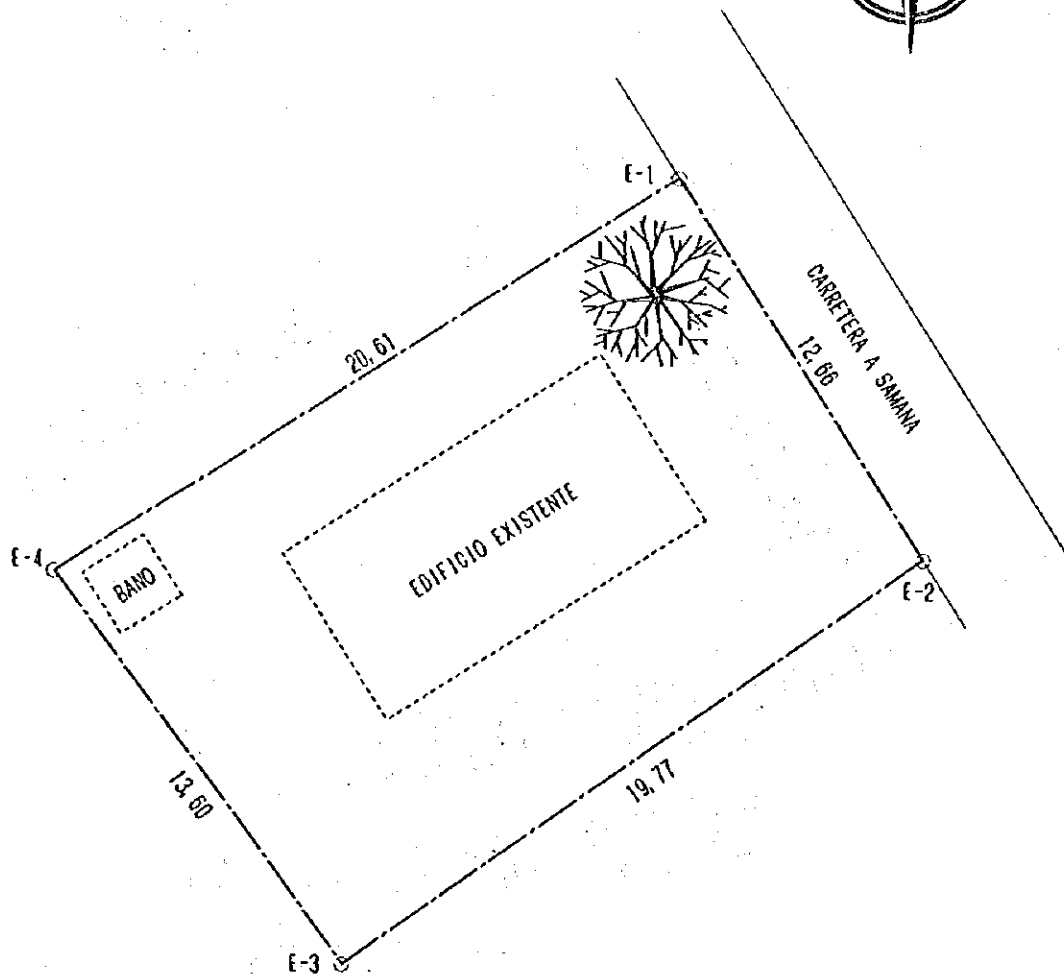 E-1
CARRETERA A SAMANA
20,61
12,66
EDIFICIO EXISTENTE
E-4
BANO
E-2
13,60
19,77
E-3